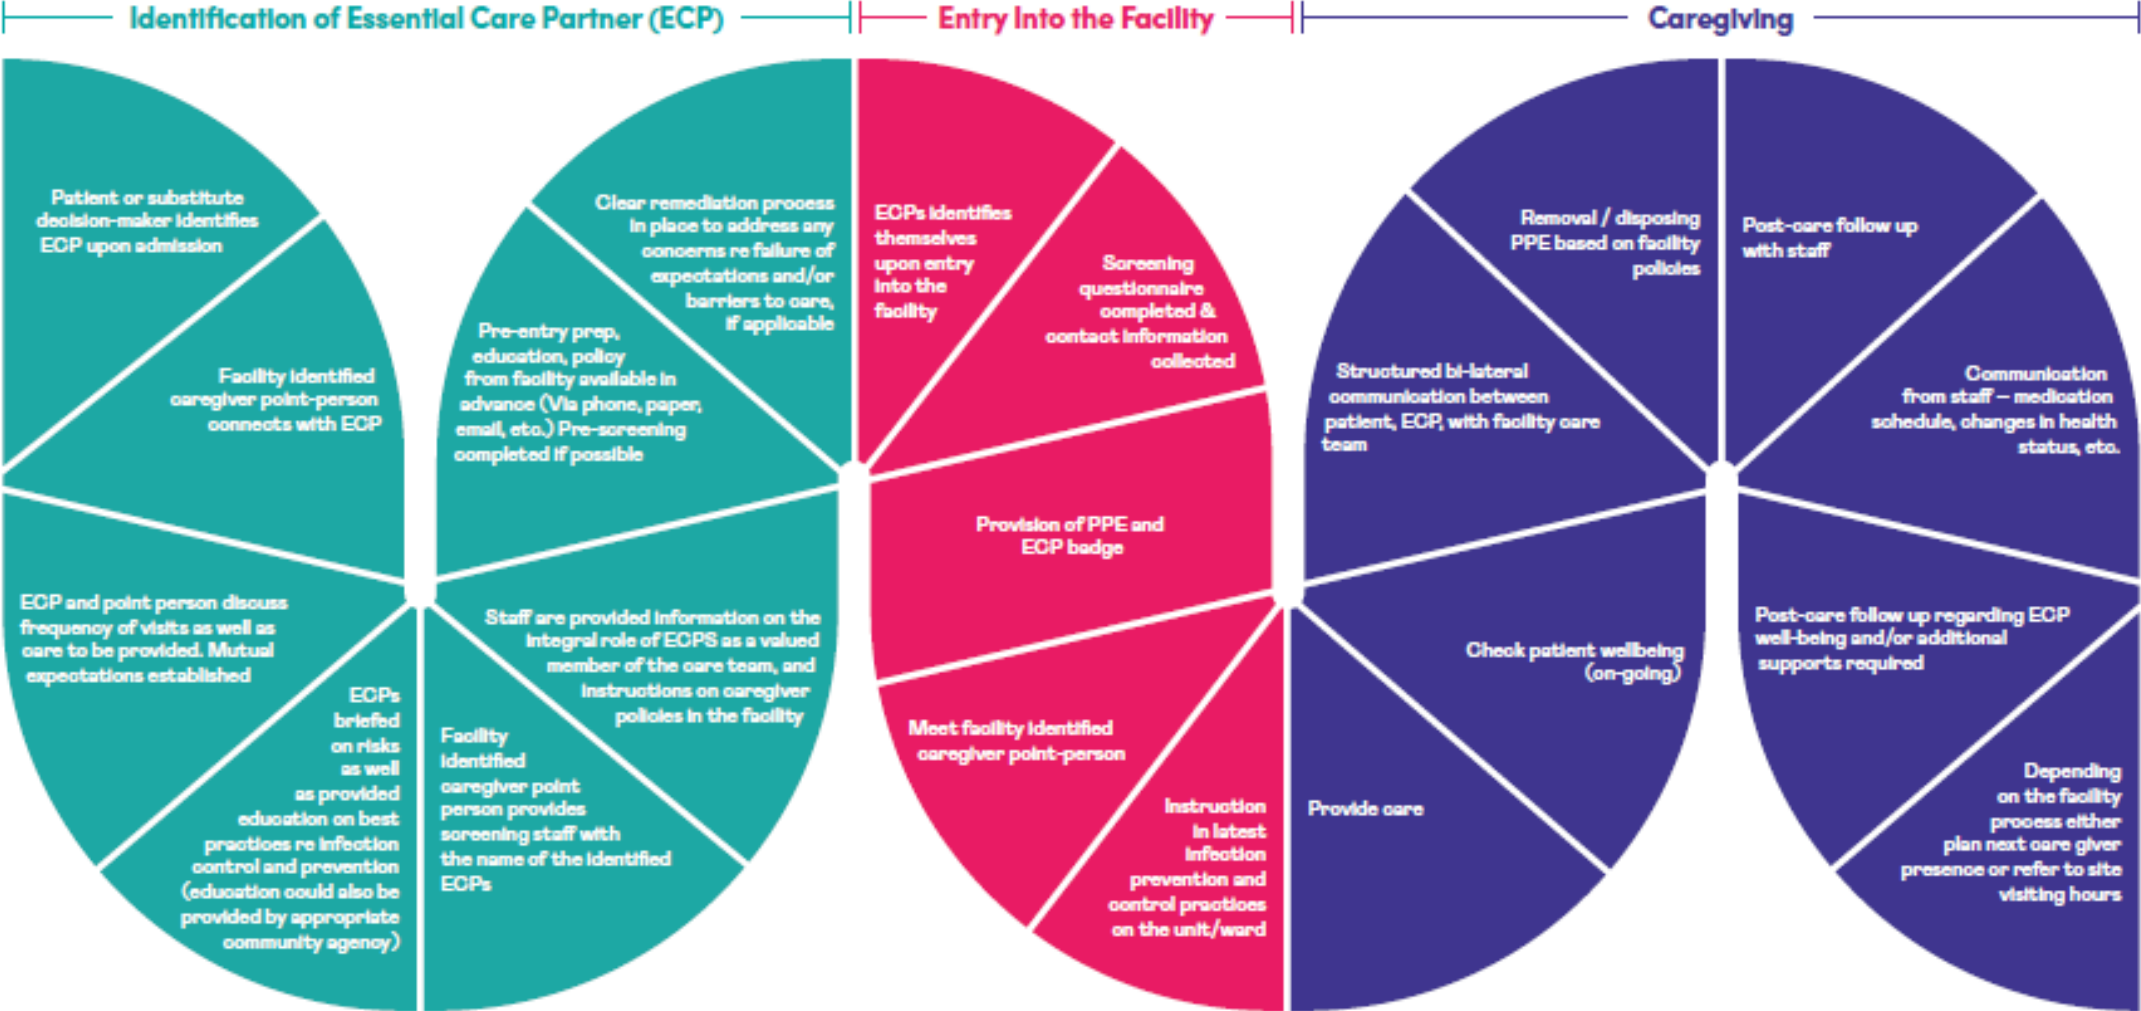 Identification of Essential Care Partner (ECP)
Entry Into the Facility
Caregiving
Patient or substitute
decision-maker identifies
ECP upon admission
Facility identified
caregiver point-person
connects with ECP
ECP and point person discuss
frequency of visits as well as
care to be provided. Mutual
expectations established
ECPs
briefed
on risks
as well
as provided
education on best
practices re infection
control and prevention
(education could also be
provided by appropriate
community agency)
Facility
identified
caregiver point
person provides
screening staff with
the name of the identified
ECPs
Staff are provided information on the
integral role of ECPS as a valued
member of the care team, and
instructions on caregiver
policies in the facility
Pre-entry prep,
education, policy
from facility available in
advance (Via phone, paper,
email, etc.) Pre-screening
completed if possible
Clear remediation process
in place to address any
concerns re failure of
expectations and/or
barriers to care,
if applicable
ECPs identifies
themselves
upon entry
into the
facility
Screening
questionnaire
completed &
contact information
collected
Provision of PPE and
ECP badge
Meet facility identified
caregiver point-person
Instruction
in latest
infection
prevention and
control practices
on the unit/ward
Provide care
Check patient wellbeing
(on-going)
Structured bi-lateral
communication between
patient, ECP, with facility care
team
Removal / disposing
PPE based on facility
policies
Post-care follow up
with staff
Communication
from staff – medication
schedule, changes in health
status, etc.
Post-care follow up regarding ECP
well-being and/or additional
supports required
Depending
on the facility
process either
plan next care giver
presence or refer to site
visiting hours